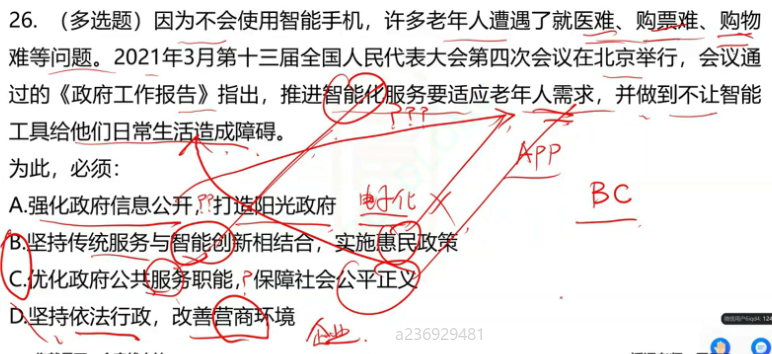 26. （多选题）因为不会使用智能手机，许多老年人遭遇了就医难、购票难、购物
难等问题。2021年3月第十三届全国人民代表大会第四次会议在北京举行，会议通
过的《政府工作报告》指出，推进智能化服务要适应老年人需求，并做到不让智能
???
工具给他们日常生活造成障碍。
APP
为此，必须：
A.强化政府信息公开，打造阳光政府 电子化 ×
??
BC
B.坚持传统服务与智能创新相结合，实施惠民政策
C.优化政府公共服务职能，保障社会公平正义
?
D.坚持依法行政，改善营商环境
企业
a236929481